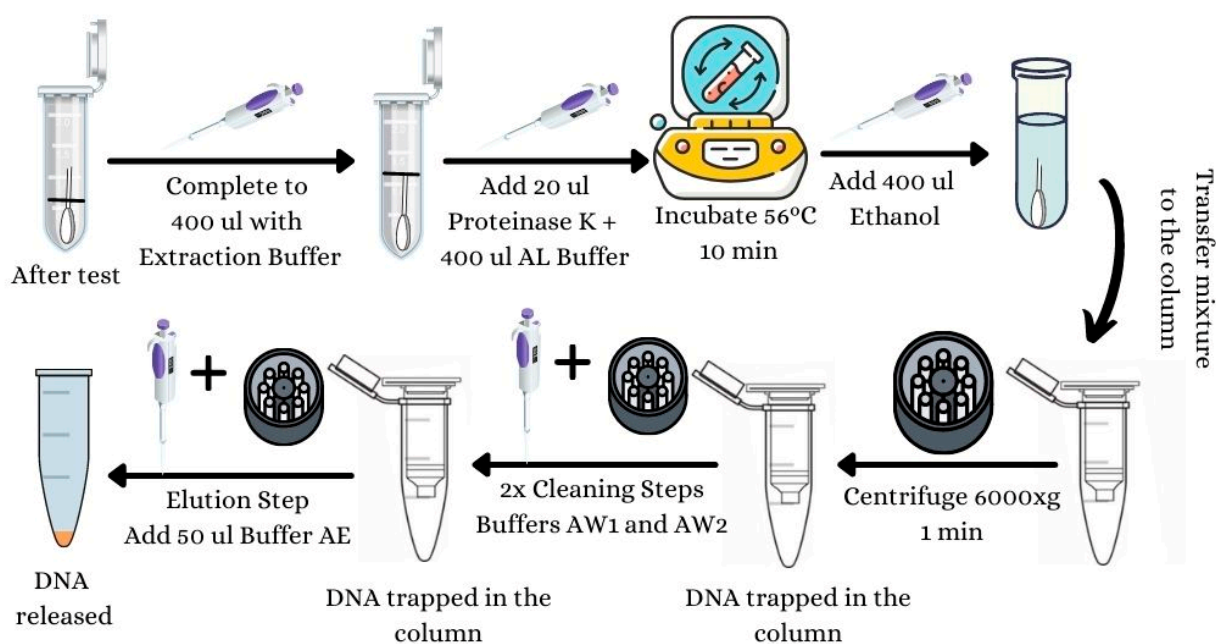 After test
Complete to
400 ul with
Extraction Buffer
Add 20 ul
Proteinase K +
400 ul AL Buffer
Incubate 56ºC
10 min
Add 400 ul
Ethanol
Transfer mixture
to the column
Centrifuge 6000xg
1 min
DNA trapped in the
column
2x Cleaning Steps
Buffers AW1 and AW2
DNA trapped in the
column
Elution Step
Add 50 ul Buffer AE
DNA
released